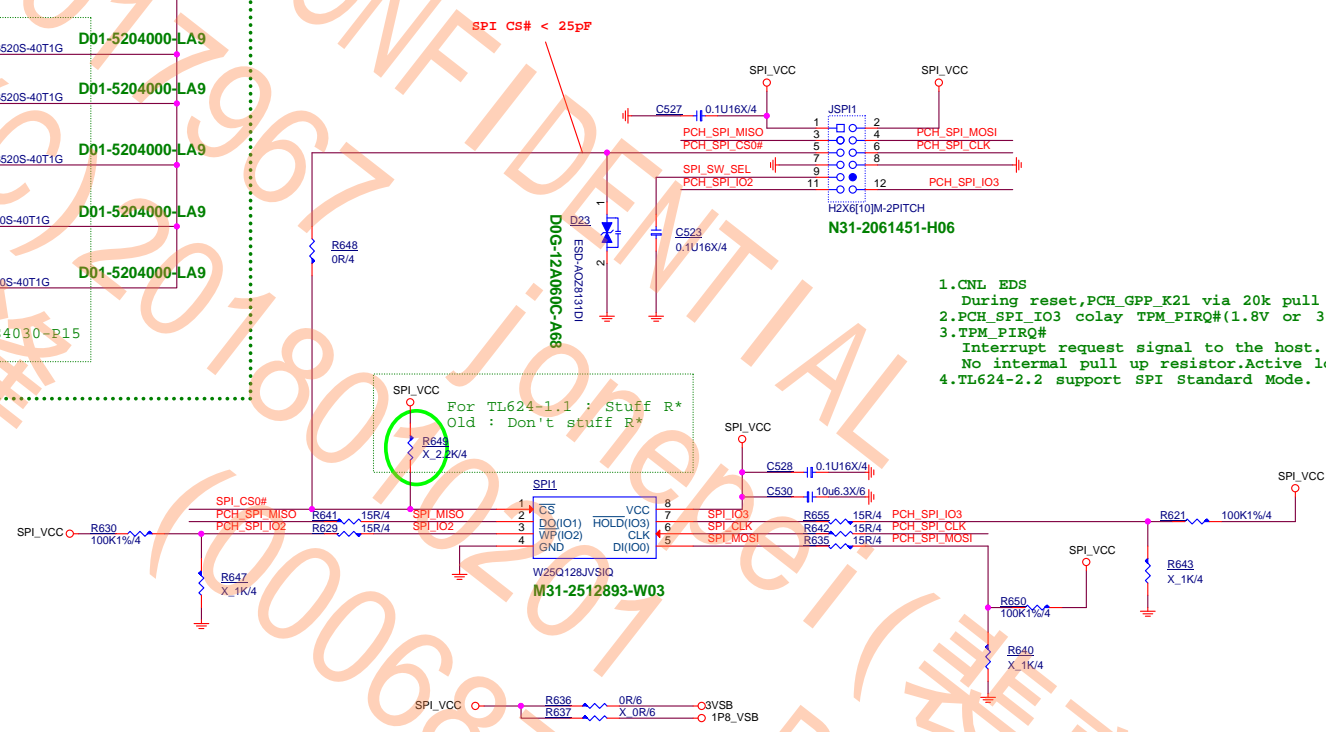 SPI CS# < 25pF
520S-40T1G
D01-5204000-LA9
520S-40T1G
D01-5204000-LA9
520S-40T1G
D01-5204000-LA9
0S-40T1G
D01-5204000-LA9
0S-40T1G
D01-5204000-LA9
4030-P15
SPI_VCC
SPI_VCC
C527
0.1U16X/4
JSPI1
1
2
PCH_SPI_MISO
3
4
PCH_SPI_MOSI
PCH_SPI_CS0#
5
6
PCH_SPI_CLK
7
8
SPI_SW_SEL
9
PCH_SPI_IO2
11
12
PCH_SPI_IO3
H2X6[10]M-2PITCH
N31-2061451-H06
R648
0R/4
1
D23
2
ESD-AOZ8131DI
D0G-12A060C-A68
C523
0.1U16X/4
1.CNL EDS
During reset,PCH_GPP_K21 via 20k pull
2.PCH_SPI_IO3 colay TPM_PIRQ#(1.8V or 3
3.TPM_PIRQ#
Interrupt request signal to the host.
No intermal pull up resistor.Active l
4.TL624-2.2 support SPI Standard Mode.
SPI_VCC
For TL624-1.1 : Stuff R*
Old : Don't stuff R*
R649
X_2.2K/4
SPI_VCC
C528
0.1U16X/4
C530
10u6.3X/6
SPI1
SPI_CS0#
1
CS
VCC
8
PCH_SPI_MISO
R641
15R/4
SPI_MISO
2
DO(IO1)
HOLD(IO3)
7
SPI_IO3
R655
15R/4
PCH_SPI_IO3
PCH_SPI_IO2
R629
15R/4
SPI_IO2
3
WP(IO2)
CLK
6
SPI_CLK
R642
15R/4
PCH_SPI_CLK
4
GND
DI(IO0)
5
SPI_MOSI
R635
15R/4
PCH_SPI_MOSI
W25Q128JVSIQ
M31-2512893-W03
SPI_VCC
R630
100K1%/4
R647
X_1K/4
SPI_VCC
R621
100K1%/4
R643
X_1K/4
SPI_VCC
R650
100K1%/4
R640
X_1K/4
SPI_VCC
R636
0R/6
3VSB
R637
X_0R/6
1P8_VSB
CONFIDENTIAL
jonepei
2018010201